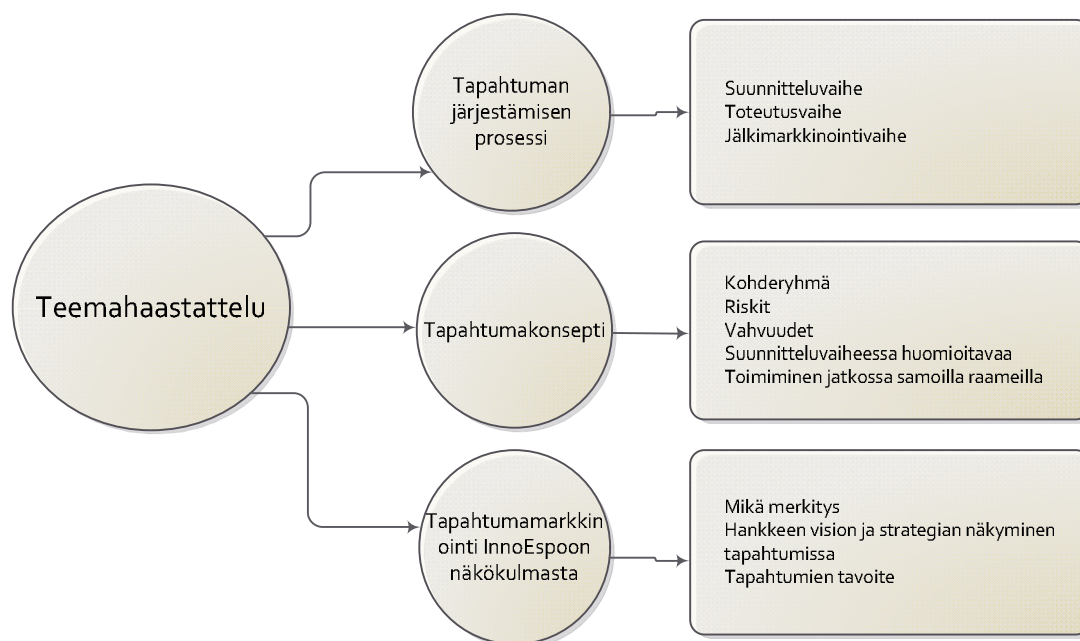 Teemahaastattelu
Tapahtuman
järjestämisen
prosessi
Suunnitteluvaihe
Toteutusvaihe
Jälkimarkkinointivaihe
Tapahtumakonsepti
Kohderyhmä
Riskit
Vahvuudet
Suunnitteluvaiheessa huomioitavaa
Toimiminen jatkossa samoilla raameilla
Tapahtumamarkkin
ointi InnoEspoon
näkökulmasta
Mikä merkitys
Hankkeen vision ja strategian näkyminen
tapahtumissa
Tapahtumien tavoite